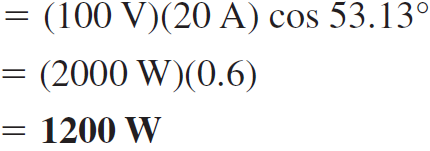 = (100 V)(20 A) cos 53.13°
= (2000 W)(0.6)
= 1200 W